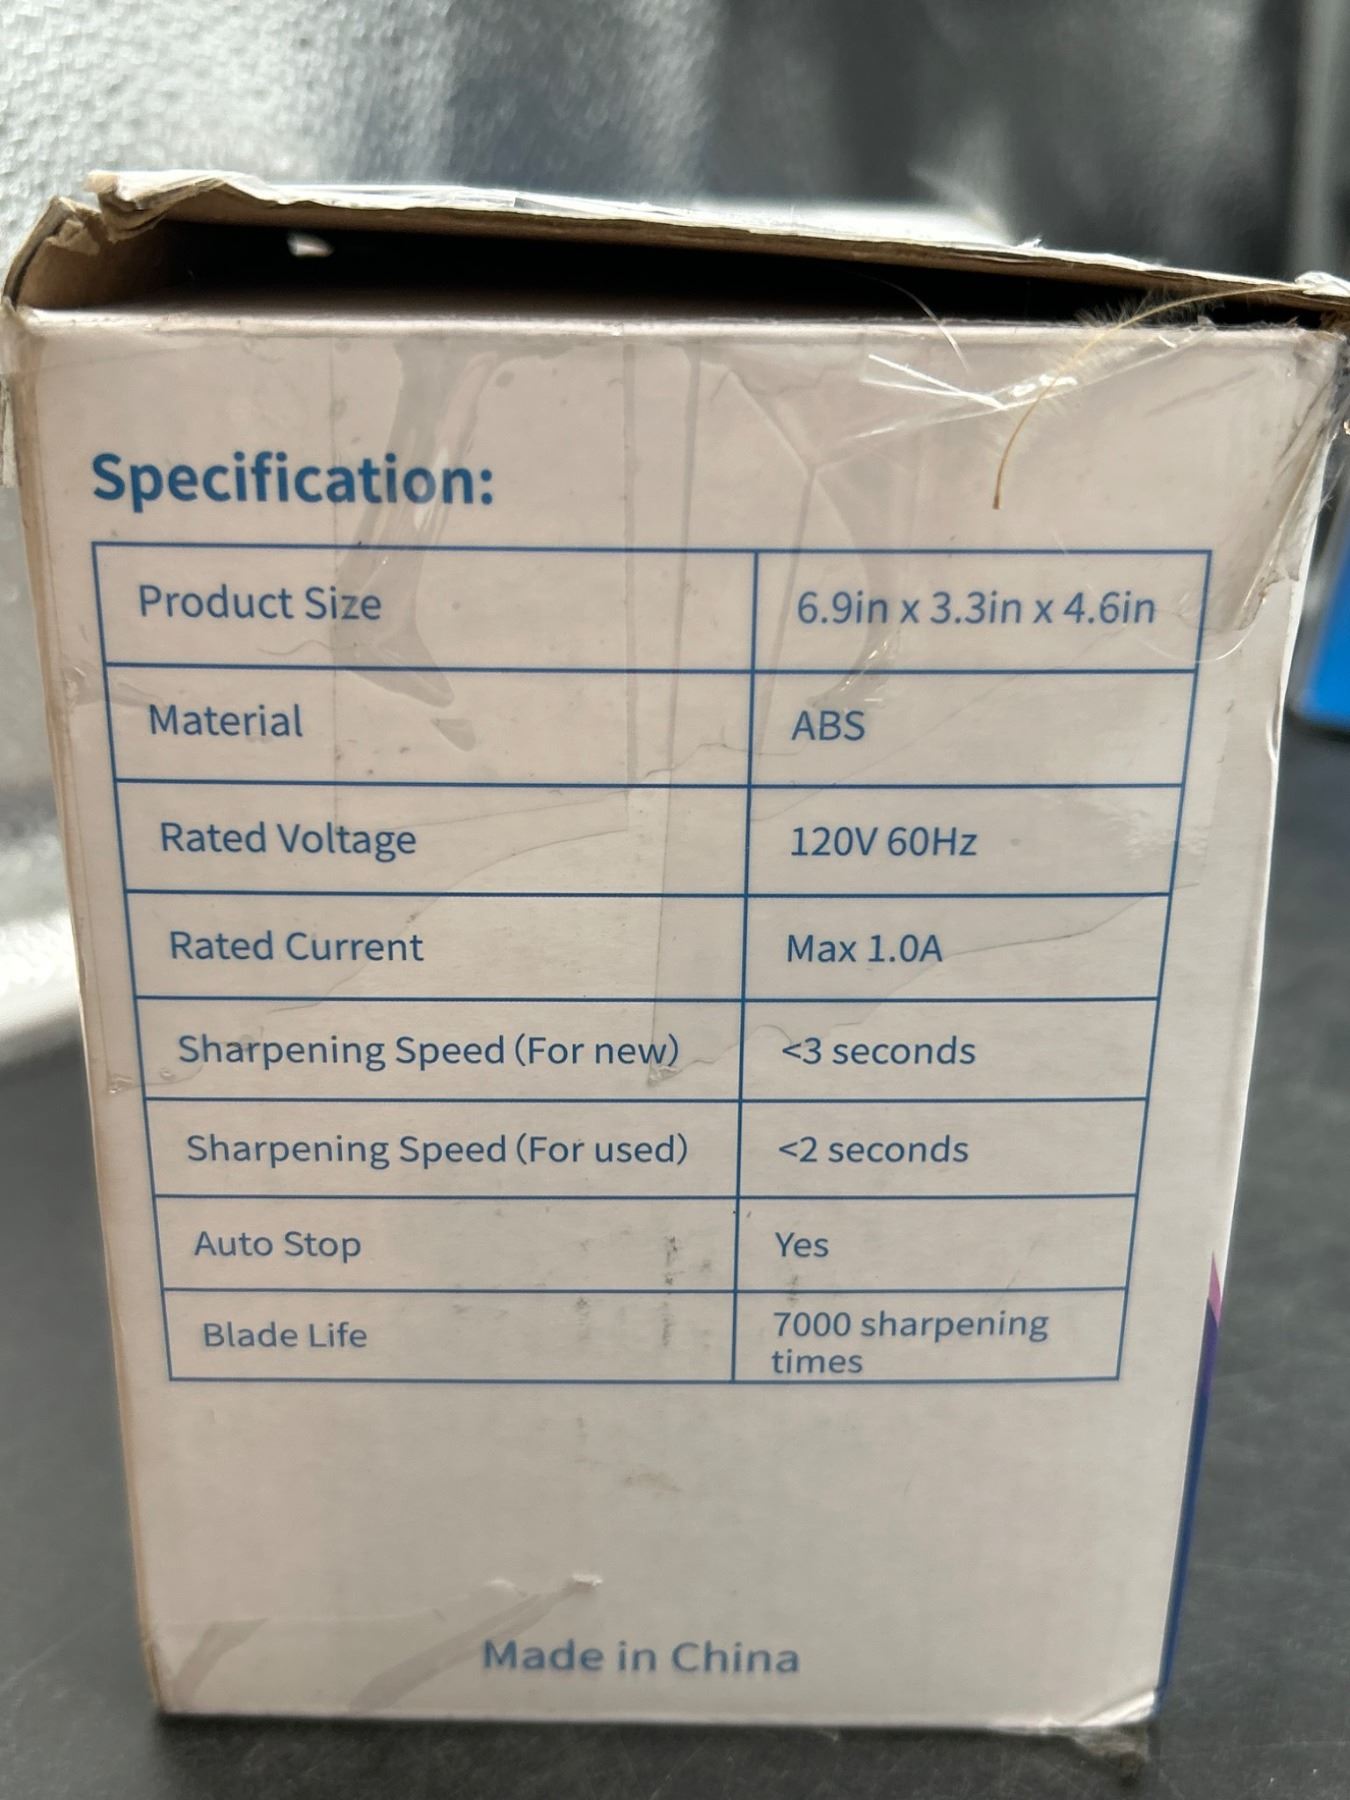 Specification:
Product Size 6.9in x 3.3in x 4.6in
Material ABS
Rated Voltage 120V 60Hz
Rated Current Max 1.0A
Sharpening Speed (For new) <3 seconds
Sharpening Speed (For used) <2 seconds
Auto Stop Yes
Blade Life 7000 sharpening
times
Made in China